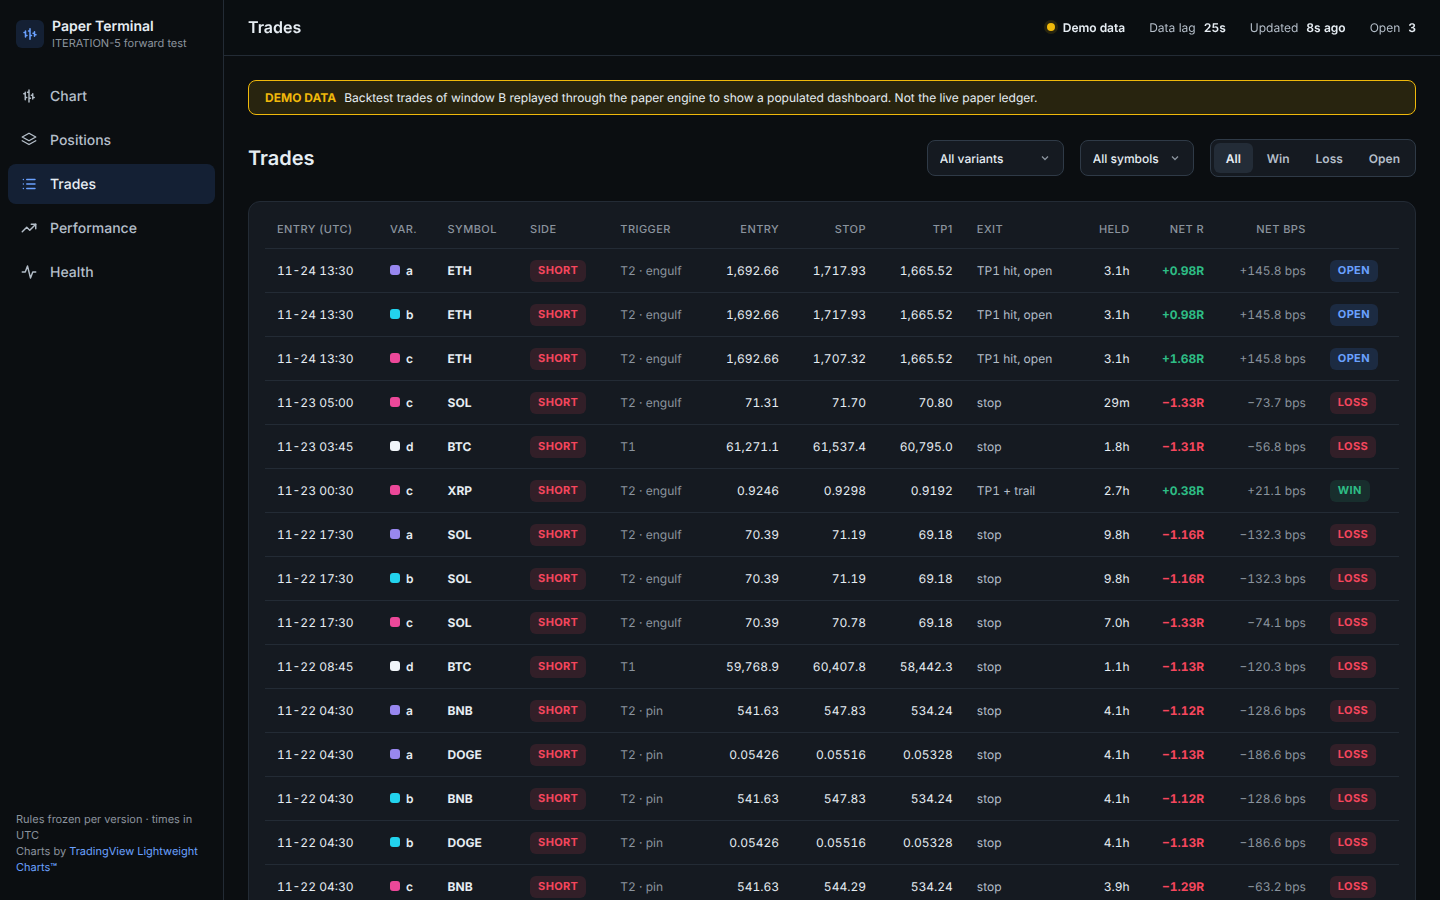 Paper Terminal
ITERATION-5 forward test
Chart
Positions
Trades
Performance
Health
Rules frozen per version · times in
UTC
Charts by TradingView Lightweight
Charts™
Trades
Demo data Data lag 25s Updated 8s ago Open 3
DEMO DATA Backtest trades of window B replayed through the paper engine to show a populated dashboard. Not the live paper ledger.
Trades All variants All symbols All Win Loss Open
ENTRY (UTC) VAR. SYMBOL SIDE TRIGGER ENTRY STOP TP1 EXIT HELD NET R NET BPS
11-24 13:30 a ETH SHORT T2 · engulf 1,692.66 1,717.93 1,665.52 TP1 hit, open 3.1h +0.98R +145.8 bps OPEN
11-24 13:30 b ETH SHORT T2 · engulf 1,692.66 1,717.93 1,665.52 TP1 hit, open 3.1h +0.98R +145.8 bps OPEN
11-24 13:30 c ETH SHORT T2 · engulf 1,692.66 1,707.32 1,665.52 TP1 hit, open 3.1h +1.68R +145.8 bps OPEN
11-23 05:00 c SOL SHORT T2 · engulf 71.31 71.70 70.80 stop 29m −1.33R −73.7 bps LOSS
11-23 03:45 d BTC SHORT T1 61,271.1 61,537.4 60,795.0 stop 1.8h −1.31R −56.8 bps LOSS
11-23 00:30 c XRP SHORT T2 · engulf 0.9246 0.9298 0.9192 TP1 + trail 2.7h +0.38R +21.1 bps WIN
11-22 17:30 a SOL SHORT T2 · engulf 70.39 71.19 69.18 stop 9.8h −1.16R −132.3 bps LOSS
11-22 17:30 b SOL SHORT T2 · engulf 70.39 71.19 69.18 stop 9.8h −1.16R −132.3 bps LOSS
11-22 17:30 c SOL SHORT T2 · engulf 70.39 70.78 69.18 stop 7.0h −1.33R −74.1 bps LOSS
11-22 08:45 d BTC SHORT T1 59,768.9 60,407.8 58,442.3 stop 1.1h −1.13R −120.3 bps LOSS
11-22 04:30 a BNB SHORT T2 · pin 541.63 547.83 534.24 stop 4.1h −1.12R −128.6 bps LOSS
11-22 04:30 a DOGE SHORT T2 · pin 0.05426 0.05516 0.05328 stop 4.1h −1.13R −186.6 bps LOSS
11-22 04:30 b BNB SHORT T2 · pin 541.63 547.83 534.24 stop 4.1h −1.12R −128.6 bps LOSS
11-22 04:30 b DOGE SHORT T2 · pin 0.05426 0.05516 0.05328 stop 4.1h −1.13R −186.6 bps LOSS
11-22 04:30 c BNB SHORT T2 · pin 541.63 544.29 534.24 stop 3.9h −1.29R −63.2 bps LOSS